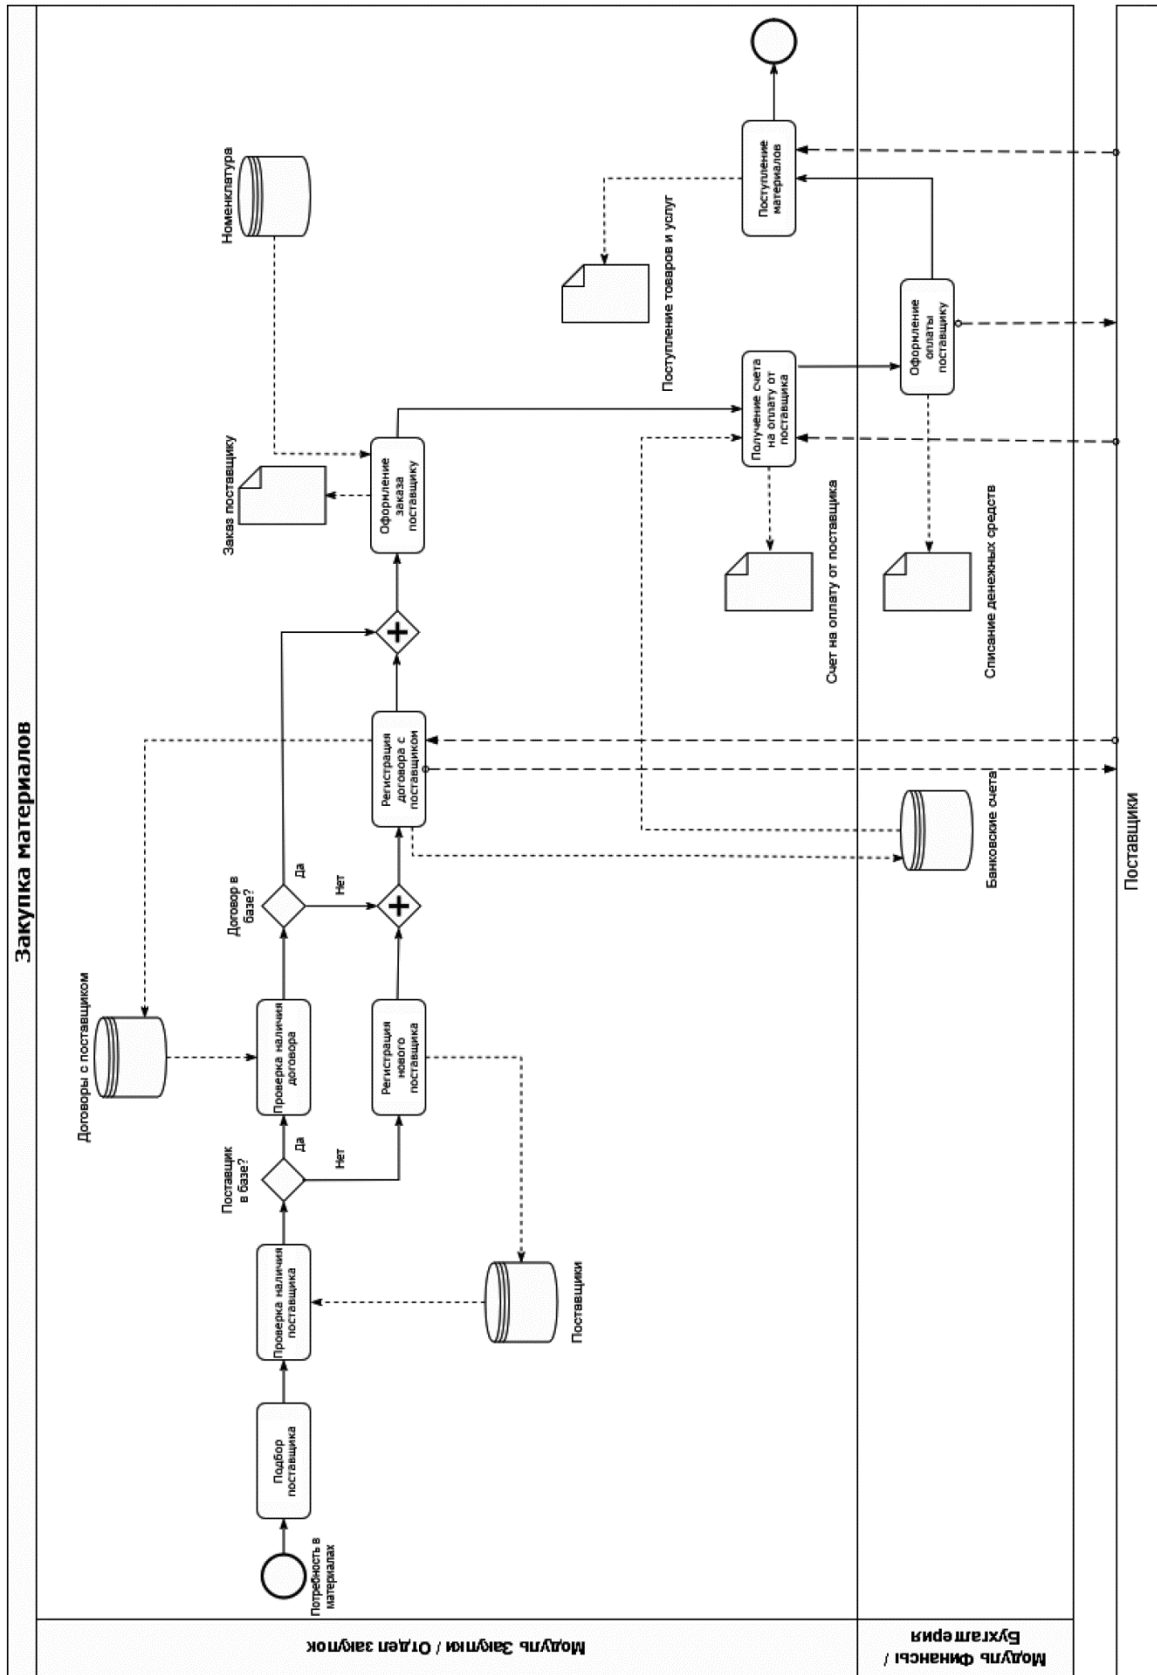 Закупка материалов
Модуль Закупки / Отдел закупок
Модуль Финансы /
Бухгалтерия
Потребность в
материалах
Подбор
поставщика
Проверка наличия
поставщика
Поставщики
Поставщик
в базе?
Да
Нет
Договоры с поставщиком
Проверка наличия
договора
Регистрация
нового
поставщика
Договор в
базе?
Да
Нет
Регистрация
договора с
поставщиком
Банковские счета
Заказ поставщику
Номенклатура
Оформление
заказа
поставщику
Счет на оплату от поставщика
Получение счета
на оплату от
поставщика
Списание денежных средств
Оформление
оплаты
поставщику
Поступление товаров и услуг
Поступление
материалов
Поставщики